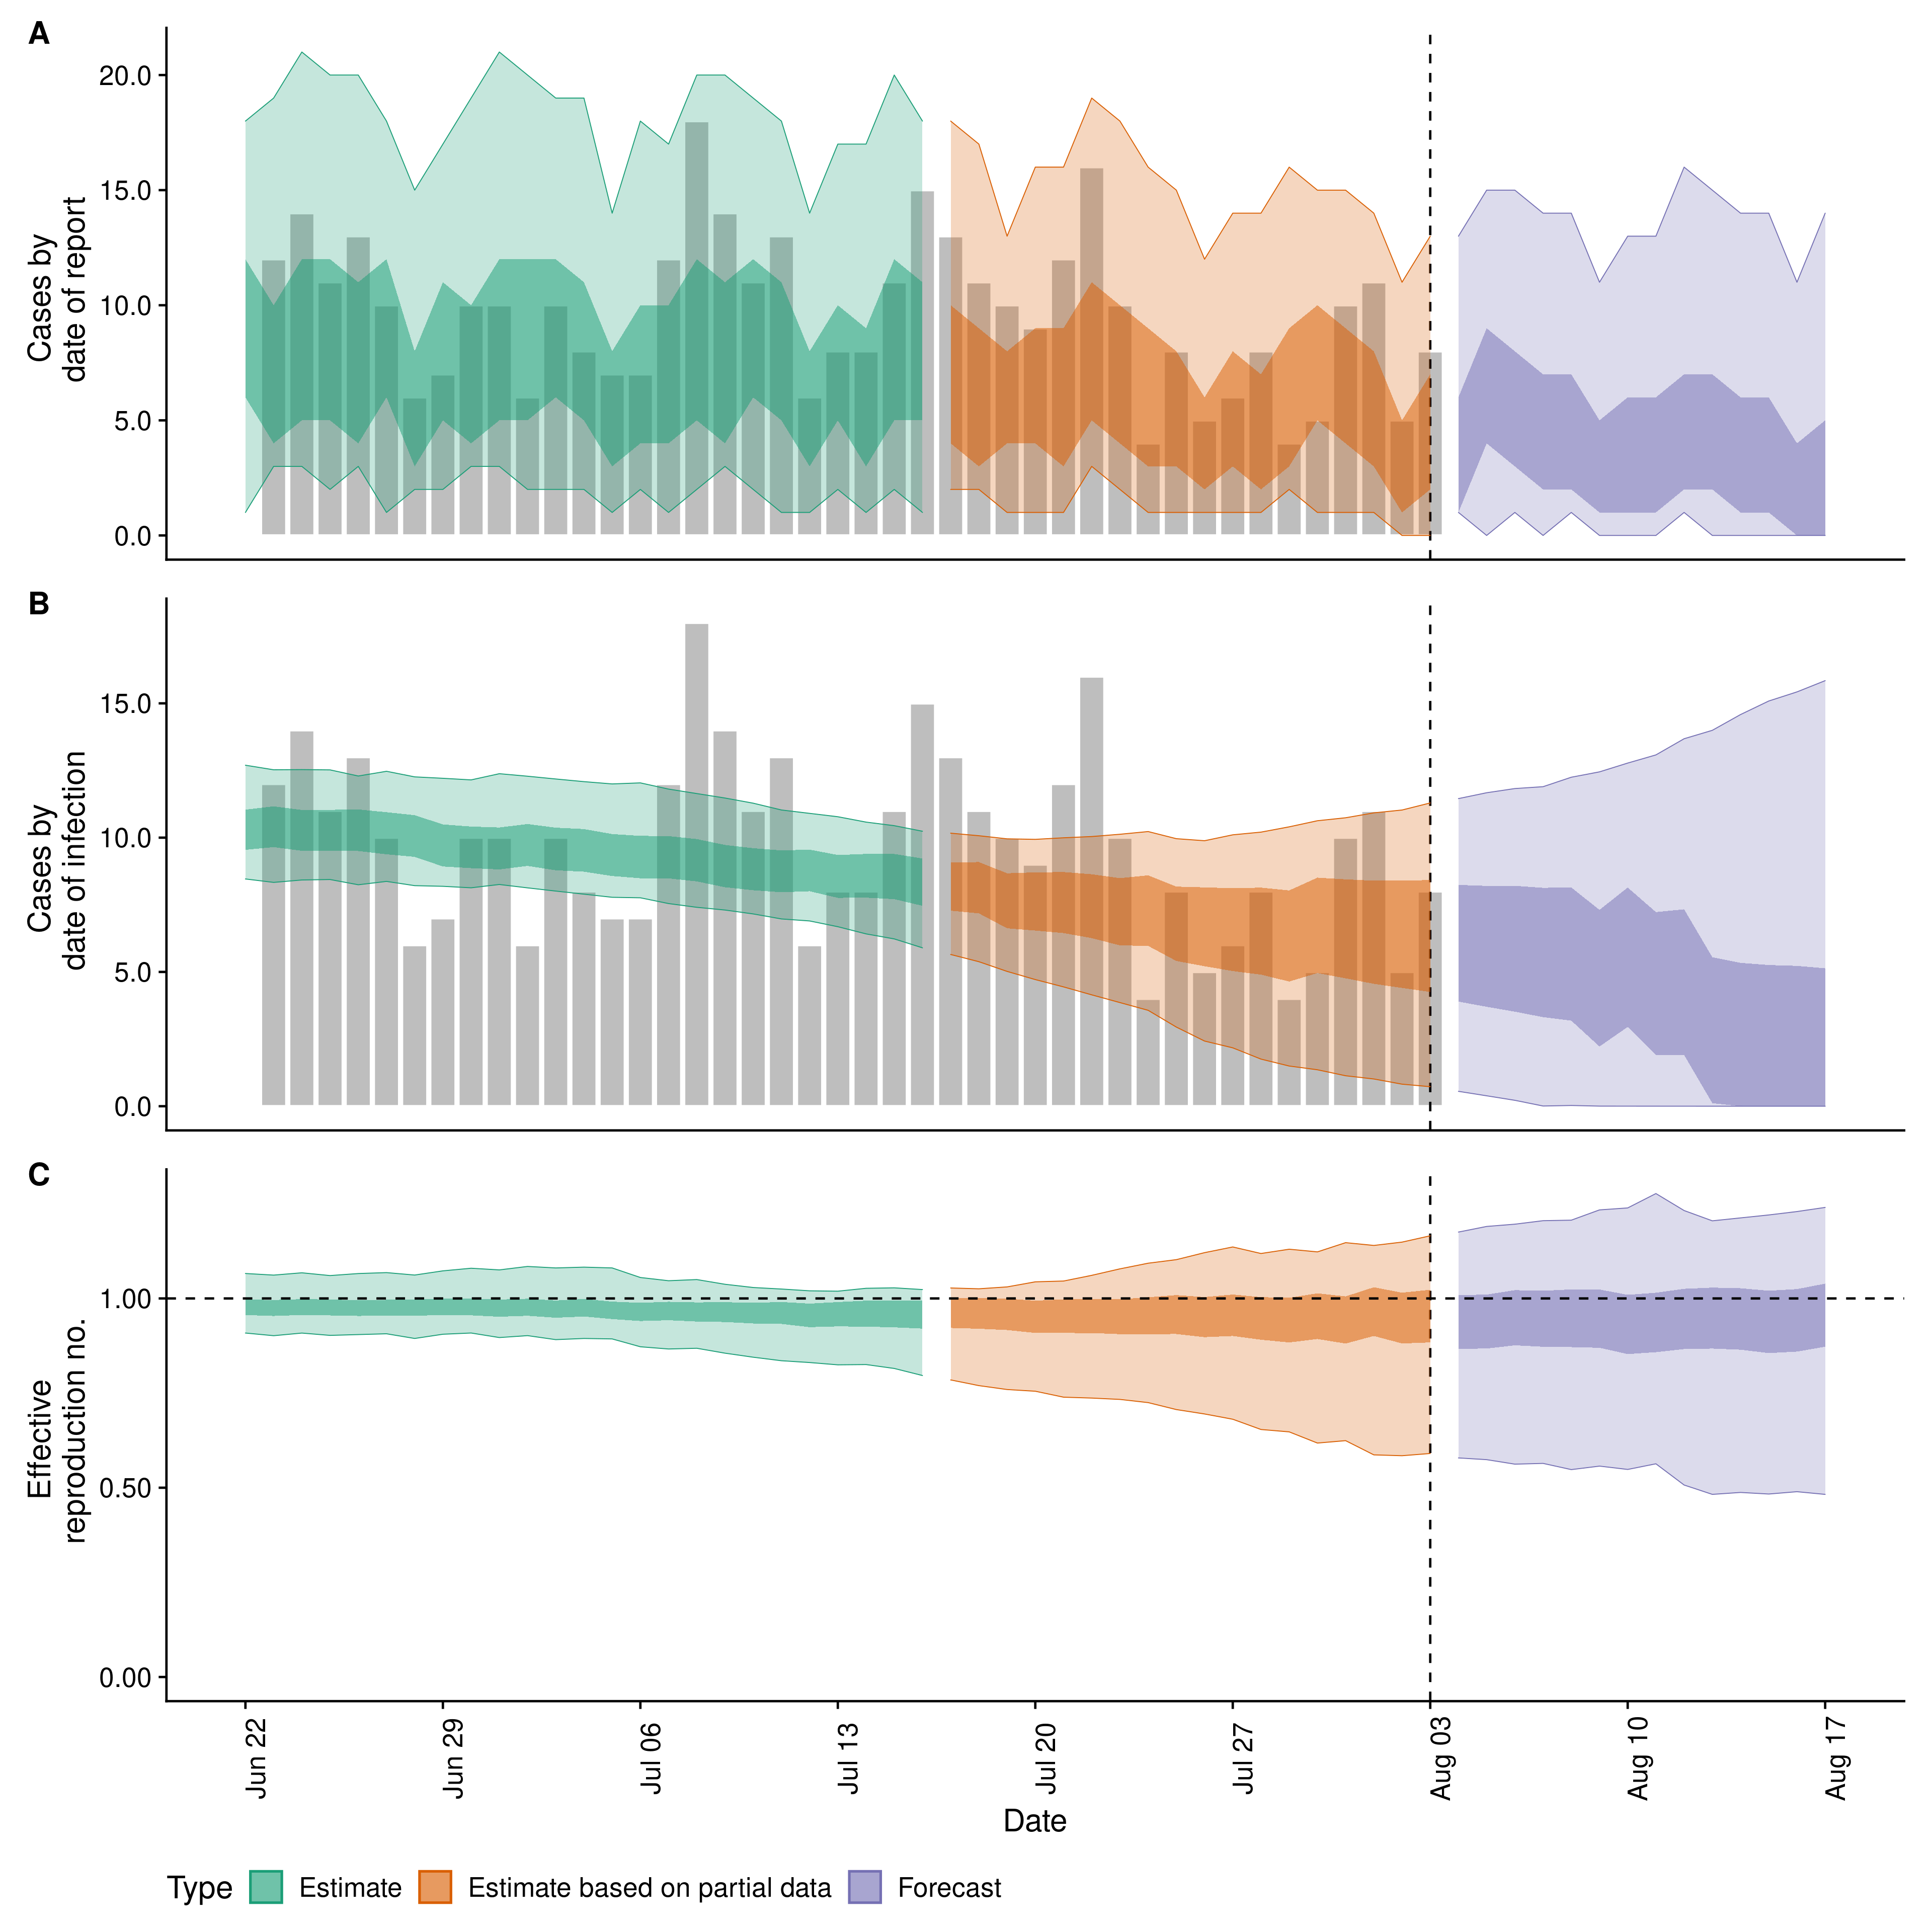 A
20.0
15.0
10.0
5.0
0.0
Cases by
date of report
B
15.0
10.0
5.0
0.0
Cases by
date of infection
C
1.00
0.50
0.00
Effective
reproduction no.
Jun 22
Jun 29
Jul 06
Jul 13
Jul 20
Jul 27
Aug 03
Aug 10
Aug 17
Date
Type Estimate Estimate based on partial data Forecast